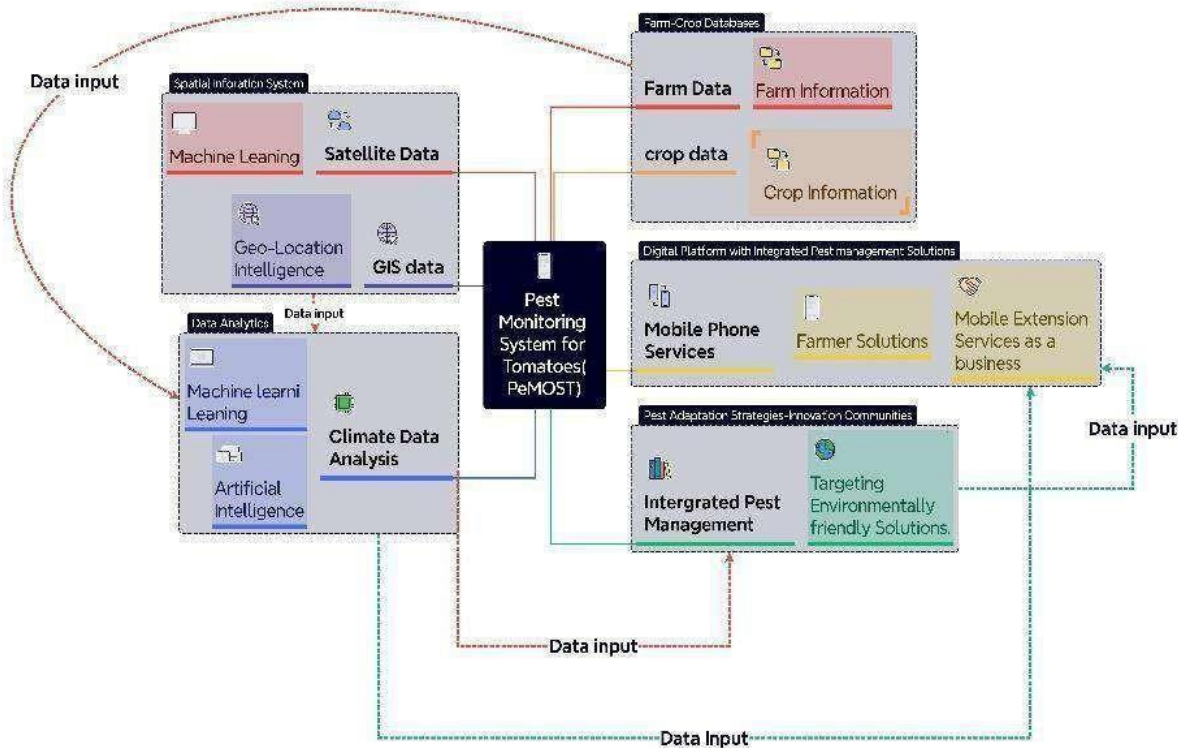 Farm-Crop Databases
Data input
Farm Data
Farm Information
crop data
Crop Information
Spatial Inforation System
Machine Leaning
Satellite Data
Geo-Location
Intelligence
GIS data
Data input
Pest
Monitoring
System for
Tomatoes(
PeMOST)
Digital Platform with Integrated Pest management Solutions
Mobile Phone
Services
Farmer Solutions
Mobile Extension
Services as a
business
Data Analytics
Machine learni
Leaning
Climate Data
Analysis
Artificial
Intelligence
Pest Adaptation Strategies-Innovation Communities
Intergrated Pest
Management
Targeting
Environmentally
friendly Solutions.
Data input
Data input
Data Input